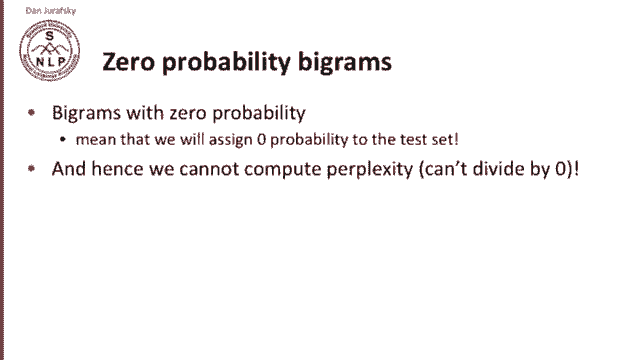 Dan Jurafsky
S
N L P
Zero probability bigrams
• Bigrams with zero probability
• mean that we will assign 0 probability to the test set!
• And hence we cannot compute perplexity (can't divide by 0)!